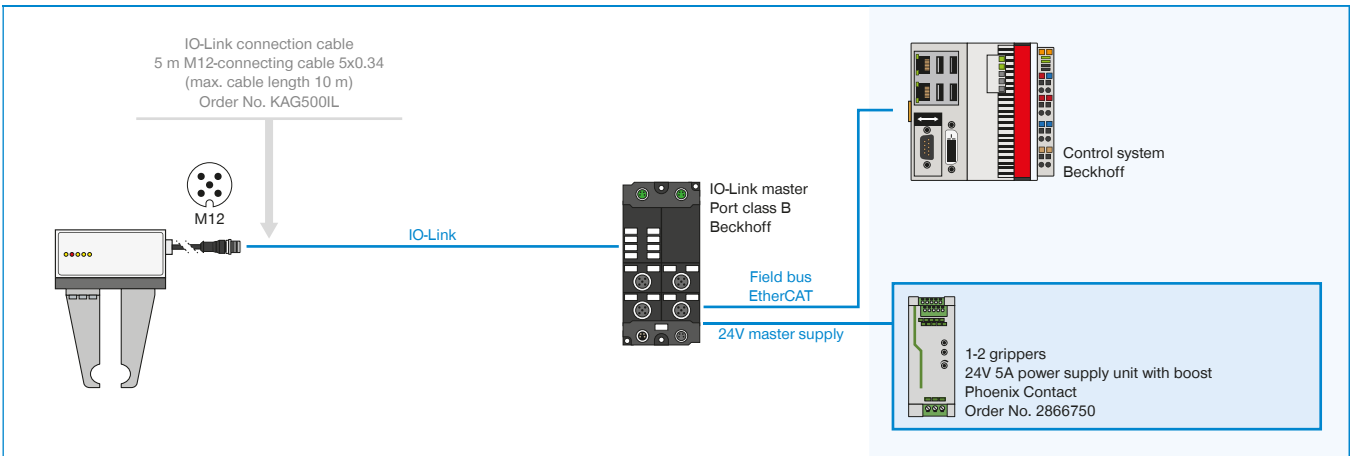 IO-Link connection cable
5 m M12-connecting cable 5x0.34
(max. cable length 10 m)
Order No. KAG500IL
M12
IO-Link
IO-Link master
Port class B
Beckhoff
Field bus
EtherCAT
24V master supply
Control system
Beckhoff
1-2 grippers
24V 5A power supply unit with boost
Phoenix Contact
Order No. 2866750